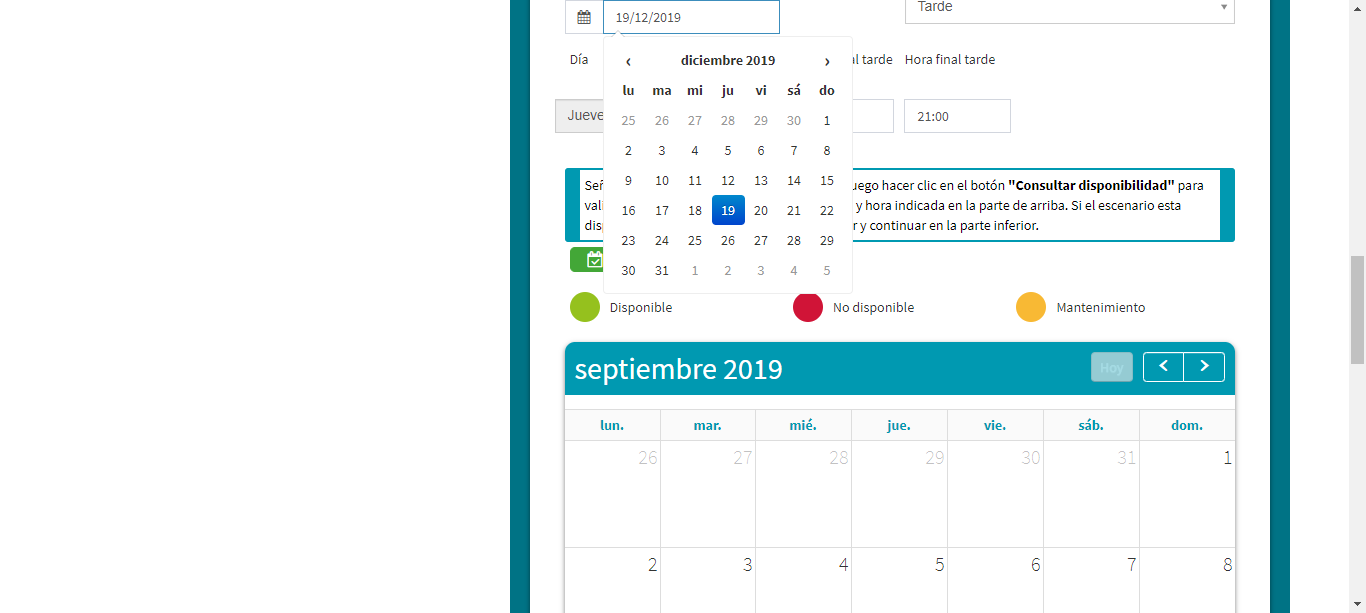 19/12/2019
Tarde
Día
al tarde
Hora final tarde
‹ diciembre 2019 ›
lu ma mi ju vi sá do
25 26 27 28 29 30 1
2 3 4 5 6 7 8
9 10 11 12 13 14 15
16 17 18 19 20 21 22
23 24 25 26 27 28 29
30 31 1 2 3 4 5
Jueve
21:00
Señ
uego hacer clic en el botón "Consultar disponibilidad" para
vali
y hora indicada en la parte de arriba. Si el escenario esta
disp
r y continuar en la parte inferior.
Disponible
No disponible
Mantenimiento
septiembre 2019
Hoy
lun. mar. mié. jue. vie. sáb. dom.
26 27 28 29 30 31 1
2 3 4 5 6 7 8